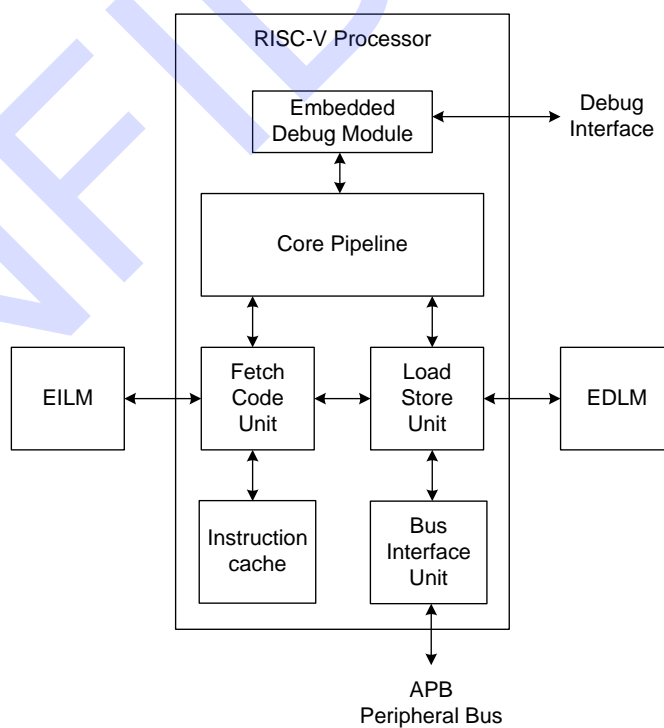 RISC-V Processor
Embedded
Debug Module
Debug
Interface
Core Pipeline
EILM
Fetch
Code
Unit
Load
Store
Unit
EDLM
Instruction
cache
Bus
Interface
Unit
APB
Peripheral Bus